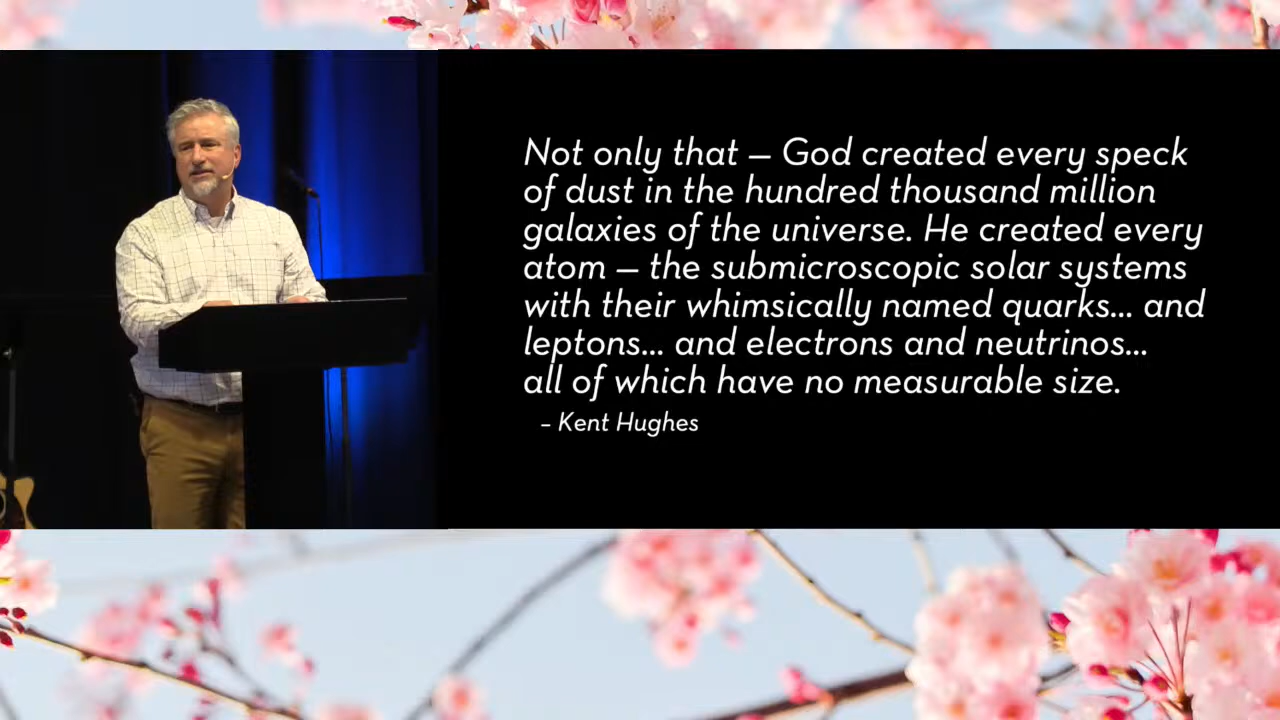 Not only that – God created every speck
of dust in the hundred thousand million
galaxies of the universe. He created every
atom – the submicroscopic solar systems
with their whimsically named quarks... and
leptons... and electrons and neutrinos...
all of which have no measurable size.
– Kent Hughes